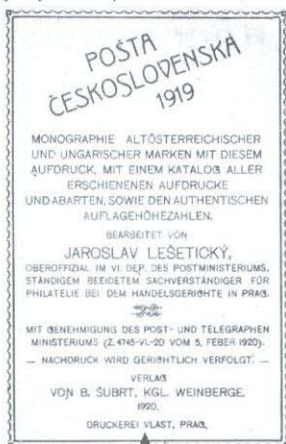 POŠTA
ČESKOSLOVENSKÁ
1919
MONOGRAPHIE ALTÖSTERREICHISCHER
UND UNGARISCHER MARKEN MIT DIESEM
AUFDRUCK, MIT EINEM KATALOG ALLER
ERSCHIENENEN AUFDRUCKE
UND ABARTEN, SOWIE DEN AUTHENTISCHEN
AUFLAGEHÖHEZAHLEN.
BEARBEITET VON
JAROSLAV LEŠETICKÝ,
OBEROFFIZIAL IM VI. DEP. DES POSTMINISTERIUMS,
STÄNDIGEM BEEIDETEM SACHVERSTÄNDIGER FÜR
PHILATELIE BEI DEM HANDELSGERICHTE IN PRAG.
MIT GENEHMIGUNG DES POST- UND TELEGRAPHEN
MINISTERIUMS (Z. 4745-VI.-20 VOM 5. FEBER 1920).
— NACHDRUCK WIRD GERICHTLICH VERFOLGT. —
VERLAG
VON B. ŠUBRT, KGL. WEINBERGE.
1920.
DRUCKEREI VLAST, PRAG.